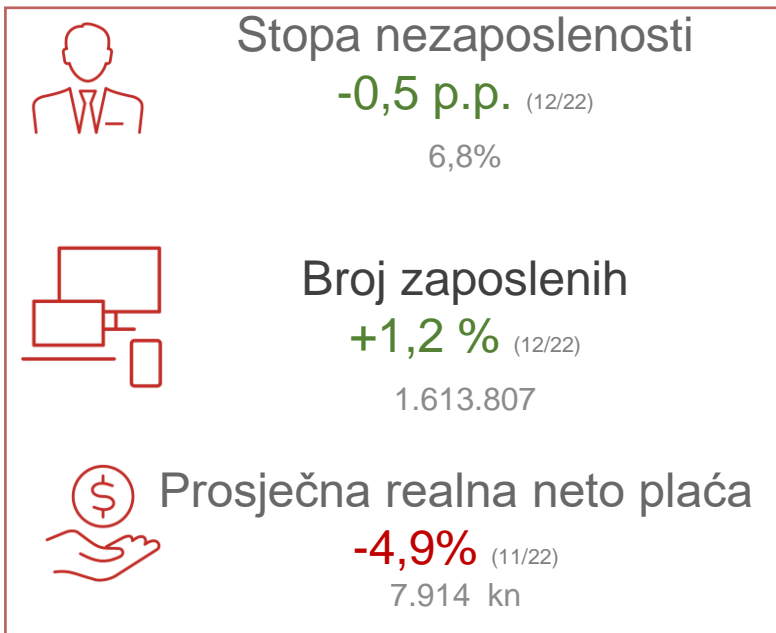 Stopa nezaposlenosti
-0,5 p.p. (12/22)
6,8%
Broj zaposlenih
+1,2 % (12/22)
1.613.807
$ Prosječna realna neto plaća
-4,9% (11/22)
7.914 kn